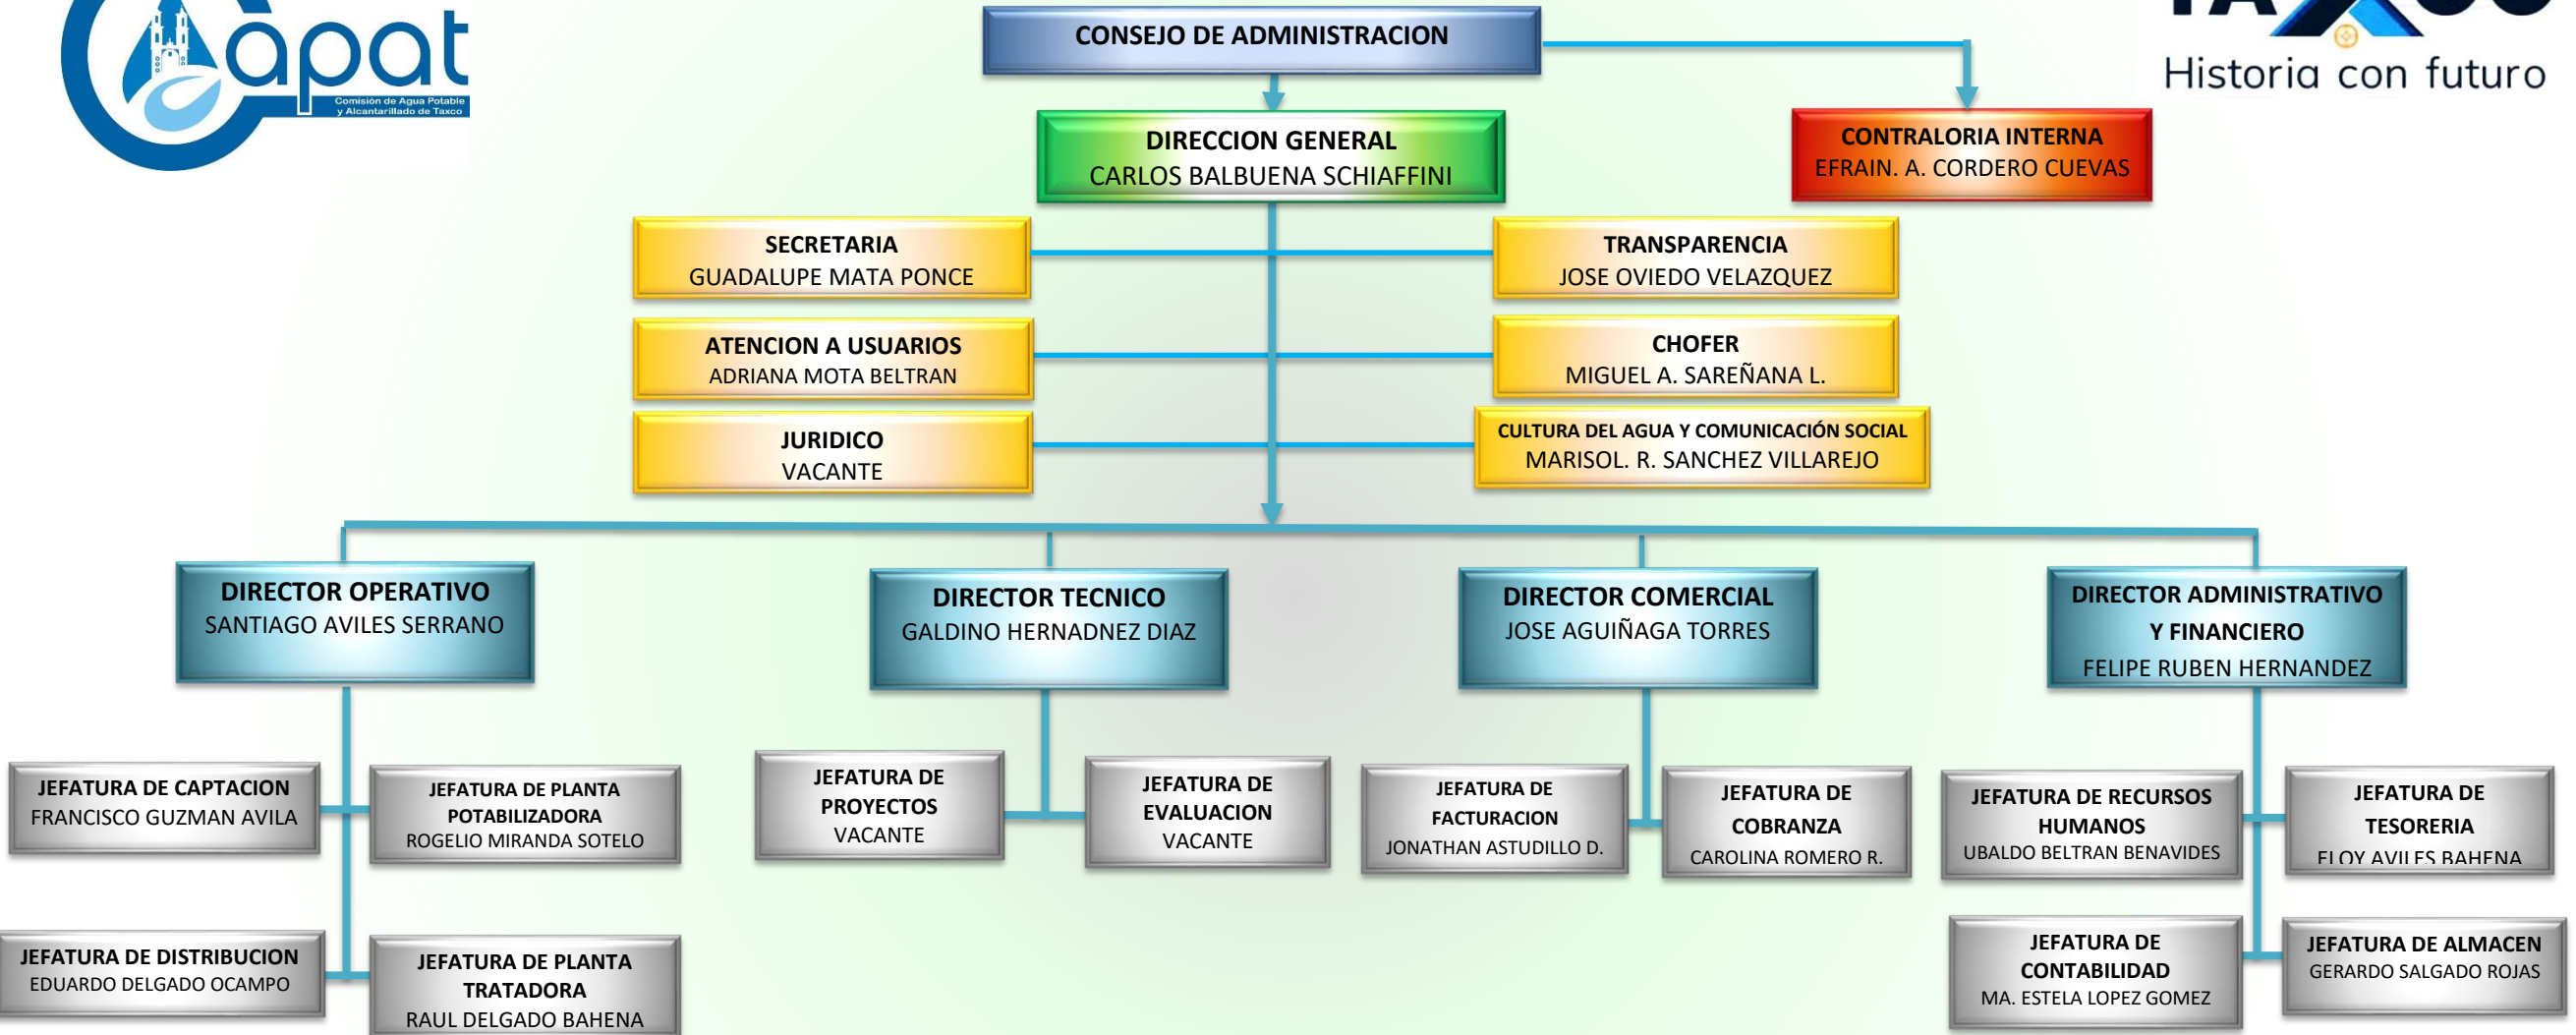 apat
Comisión de Agua Potable
y Alcantarillado de Taxco
Historia con futuro
CONSEJO DE ADMINISTRACION
DIRECCION GENERAL
CARLOS BALBUENA SCHIAFFINI
CONTRALORIA INTERNA
EFRAIN. A. CORDERO CUEVAS
SECRETARIA
GUADALUPE MATA PONCE
TRANSPARENCIA
JOSE OVIEDO VELAZQUEZ
ATENCION A USUARIOS
ADRIANA MOTA BELTRAN
CHOFER
MIGUEL A. SAREÑANA L.
JURIDICO
VACANTE
CULTURA DEL AGUA Y COMUNICACIÓN SOCIAL
MARISOL. R. SANCHEZ VILLAREJO
DIRECTOR OPERATIVO
SANTIAGO AVILES SERRANO
DIRECTOR TECNICO
GALDINO HERNADNEZ DIAZ
DIRECTOR COMERCIAL
JOSE AGUIÑAGA TORRES
DIRECTOR ADMINISTRATIVO
Y FINANCIERO
FELIPE RUBEN HERNANDEZ
JEFATURA DE CAPTACION
FRANCISCO GUZMAN AVILA
JEFATURA DE PLANTA
POTABILIZADORA
ROGELIO MIRANDA SOTELO
JEFATURA DE
PROYECTOS
VACANTE
JEFATURA DE
EVALUACION
VACANTE
JEFATURA DE
FACTURACION
JONATHAN ASTUDILLO D.
JEFATURA DE
COBRANZA
CAROLINA ROMERO R.
JEFATURA DE RECURSOS
HUMANOS
UBALDO BELTRAN BENAVIDES
JEFATURA DE
TESORERIA
ELOY AVILES BAHENA
JEFATURA DE DISTRIBUCION
EDUARDO DELGADO OCAMPO
JEFATURA DE PLANTA
TRATADORA
RAUL DELGADO BAHENA
JEFATURA DE
CONTABILIDAD
MA. ESTELA LOPEZ GOMEZ
JEFATURA DE ALMACEN
GERARDO SALGADO ROJAS